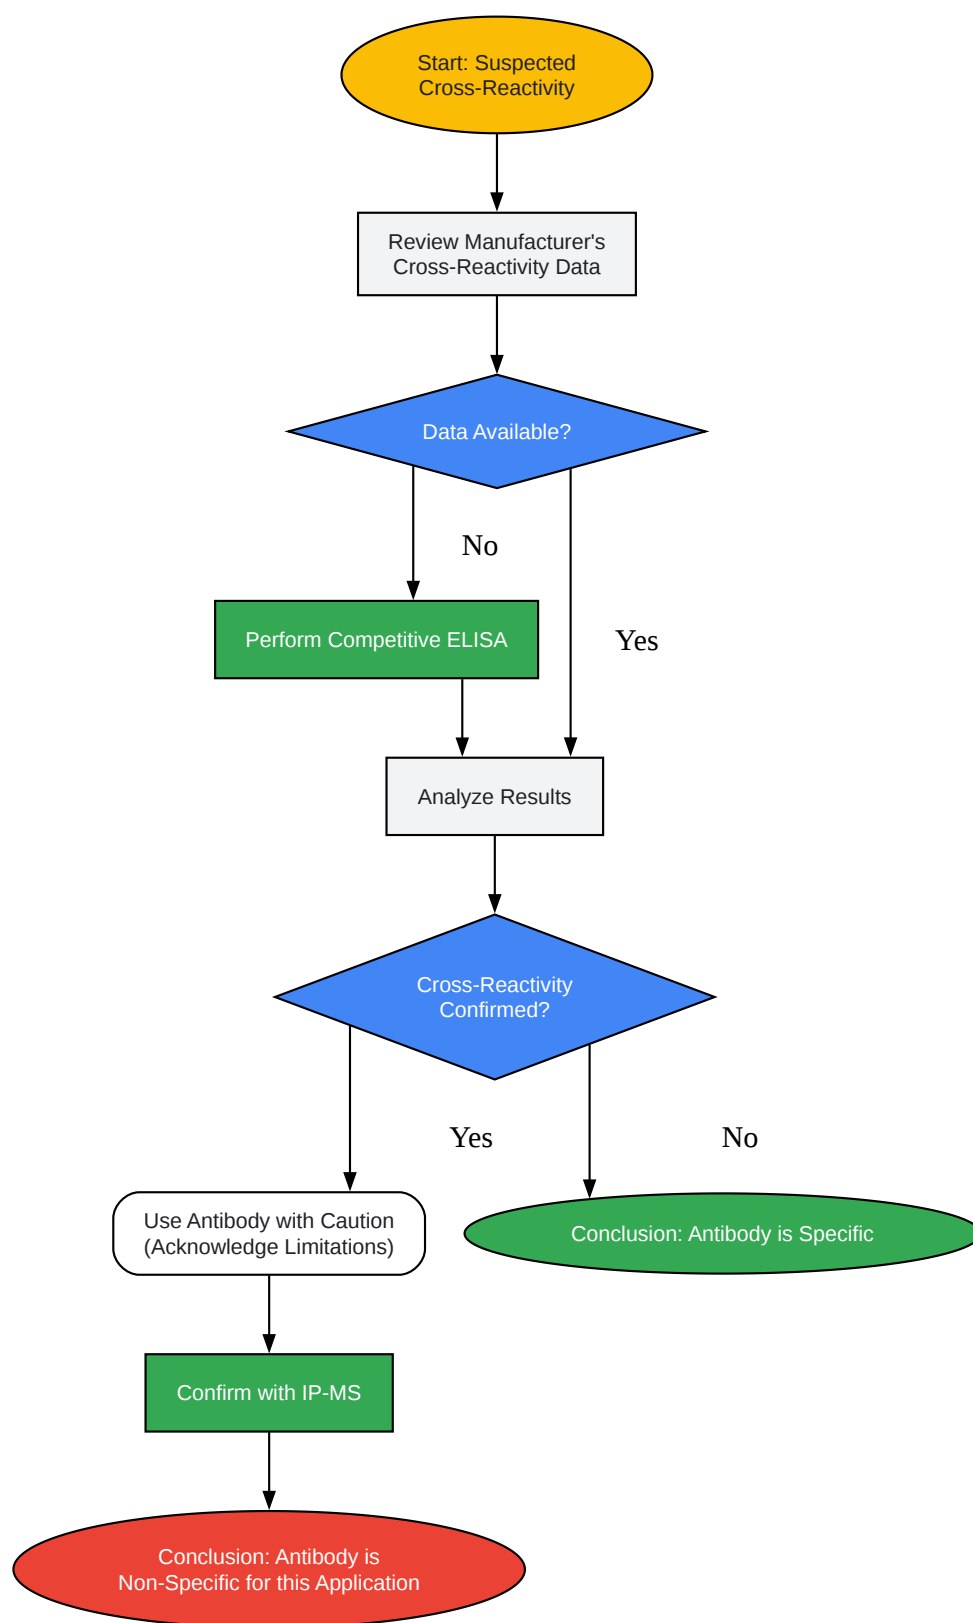 Start: Suspected
Cross-Reactivity
Review Manufacturer's
Cross-Reactivity Data
Data Available?
No
Perform Competitive ELISA
Yes
Analyze Results
Cross-Reactivity
Confirmed?
Yes
No
Use Antibody with Caution
(Acknowledge Limitations)
Conclusion: Antibody is Specific
Confirm with IP-MS
Conclusion: Antibody is
Non-Specific for this Application